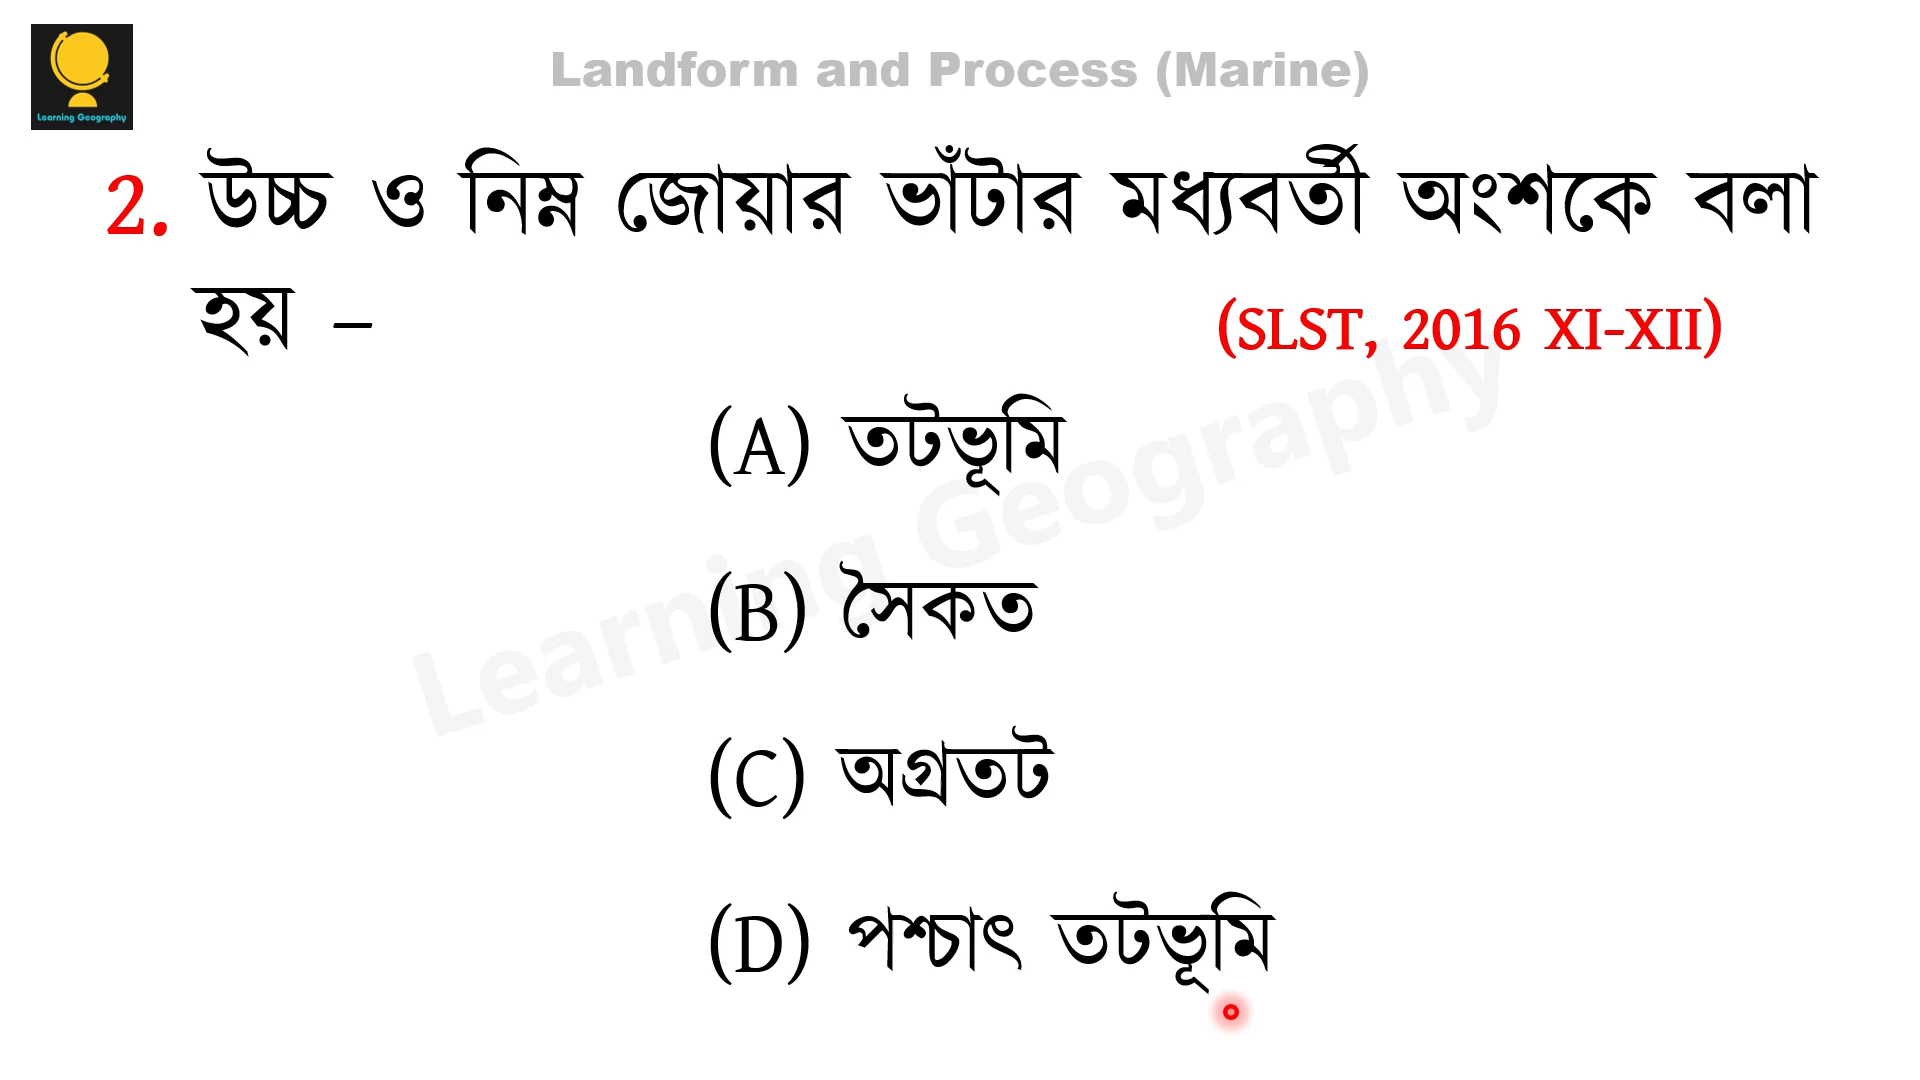 Learning Geography
Landform and Process (Marine)
2. উচ্চ ও নিম্ন জোয়ার ভাঁটার মধ্যবর্তী অংশকে বলা
হয় –
(SLST, 2016 XI-XII)
(A) তটভূমি
(B) সৈকত
(C) অগ্রতট
(D) পশ্চাৎ তটভূমি
Learning Geography